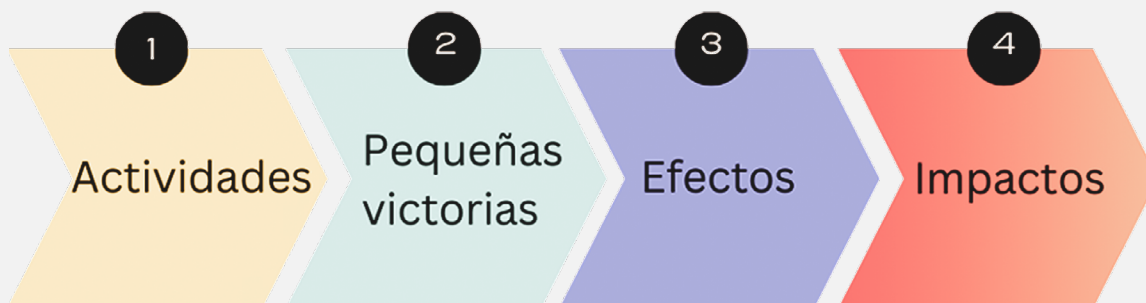 1
2
3
4
Actividades
Pequeñas
victorias
Efectos
Impactos